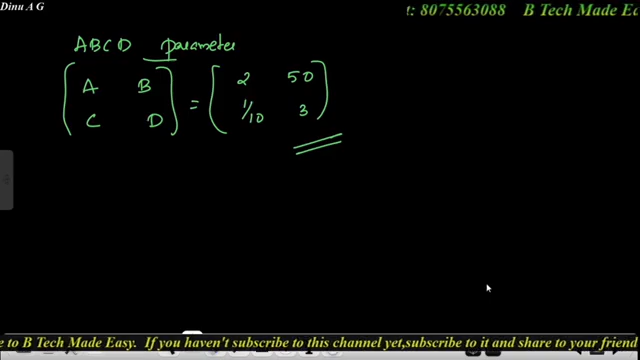 Dinu A G
t: 8075563088 B Tech Made Easy.
ABCD parameter
[A B] = [2 50]
[C D] [1/10 3]
e to B Tech Made Easy. If you haven't subscribe to this channel yet,subscribe to it and share to your friend